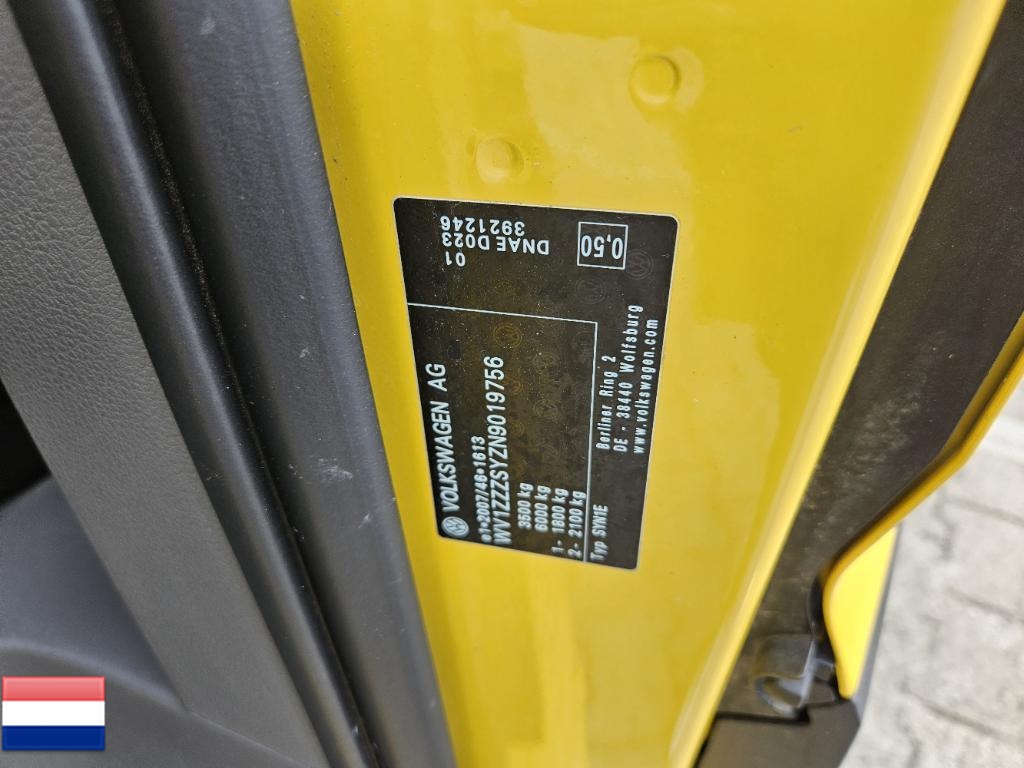 VOLKSWAGEN AG
e1*2007/46*1613
WV1ZZZSYZN9019756
3500 kg
6000 kg
1- 1800 kg
2- 2100 kg
Typ SYN1E
Berliner Ring 2
DE - 38440 Wolfsburg
www.volkswagen.com
01
DNAE D023
3921246
0,50